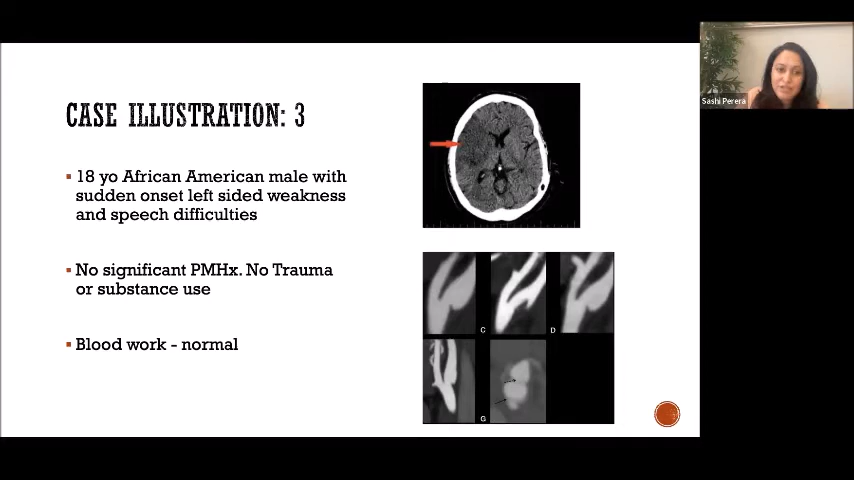 CASE ILLUSTRATION: 3
18 yo African American male with
sudden onset left sided weakness
and speech difficulties
No significant PMHx. No Trauma
or substance use
Blood work - normal
C
D
G
Sashi Perera